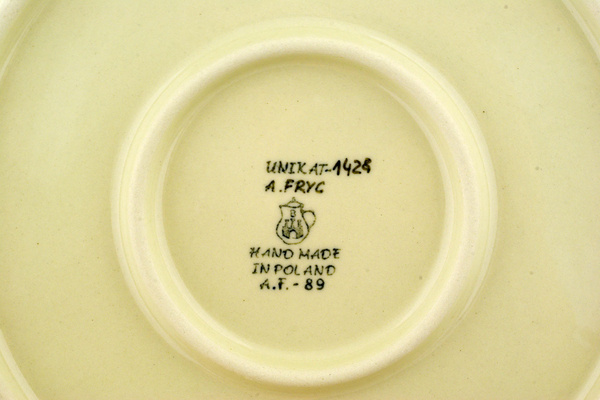 UNIKAT-1428
A.FRYC
HAND MADE
IN POLAND
A.F.-89